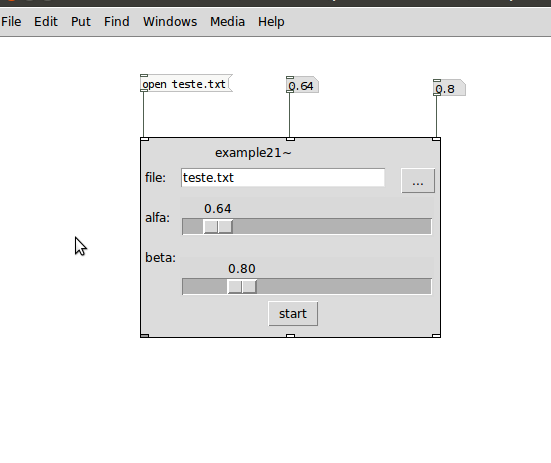 File Edit Put Find Windows Media Help
open teste.txt 0.64 0.8
example21~
file: teste.txt ...
0.64
alfa:
beta:
0.80
start